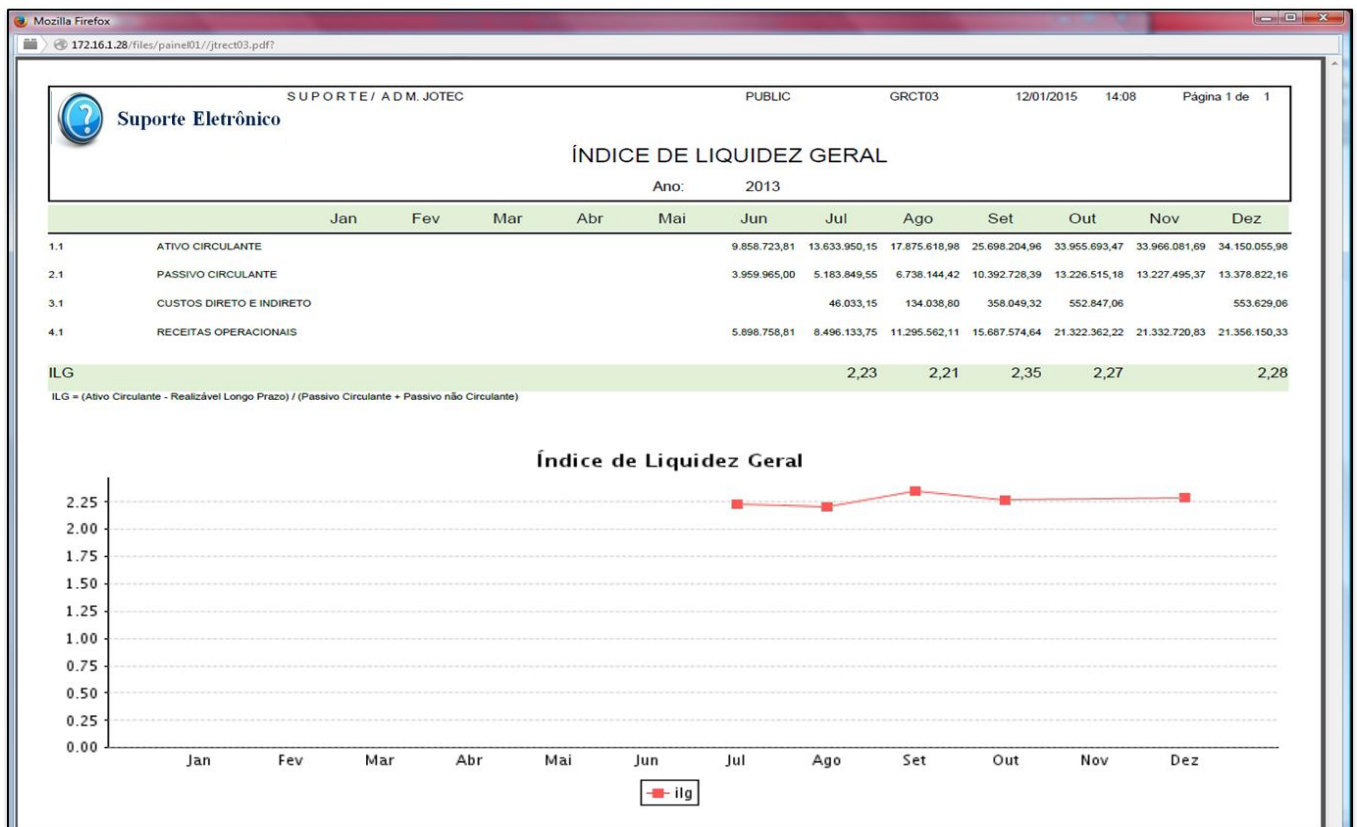 Mozilla Firefox
172.16.1.28/files/painel01//jtrect03.pdf?
SUPORTE/ ADM. JOTEC PUBLIC GRCT03 12/01/2015 14:08 Página 1 de 1
Suporte Eletrônico
ÍNDICE DE LIQUIDEZ GERAL
Ano: 2013
Jan Fev Mar Abr Mai Jun Jul Ago Set Out Nov Dez
1.1 ATIVO CIRCULANTE 9.858.723,81 13.633.950,15 17.875.618,98 25.698.204,96 33.955.693,47 33.966.081,69 34.150.055,98
2.1 PASSIVO CIRCULANTE 3.959.965,00 5.183.849,55 6.738.144,42 10.392.728,39 13.226.515,18 13.227.495,37 13.378.822,16
3.1 CUSTOS DIRETO E INDIRETO 46.033,15 134.038,80 358.049,32 552.847,06 553.629,06
4.1 RECEITAS OPERACIONAIS 5.898.758,81 8.496.133,75 11.295.562,11 15.687.574,64 21.322.362,22 21.332.720,83 21.356.150,33
ILG 2,23 2,21 2,35 2,27 2,28
ILG = (Ativo Circulante - Realizável Longo Prazo) / (Passivo Circulante + Passivo não Circulante)
Índice de Liquidez Geral
2.25
2.00
1.75
1.50
1.25
1.00
0.75
0.50
0.25
0.00
Jan Fev Mar Abr Mai Jun Jul Ago Set Out Nov Dez
ilg